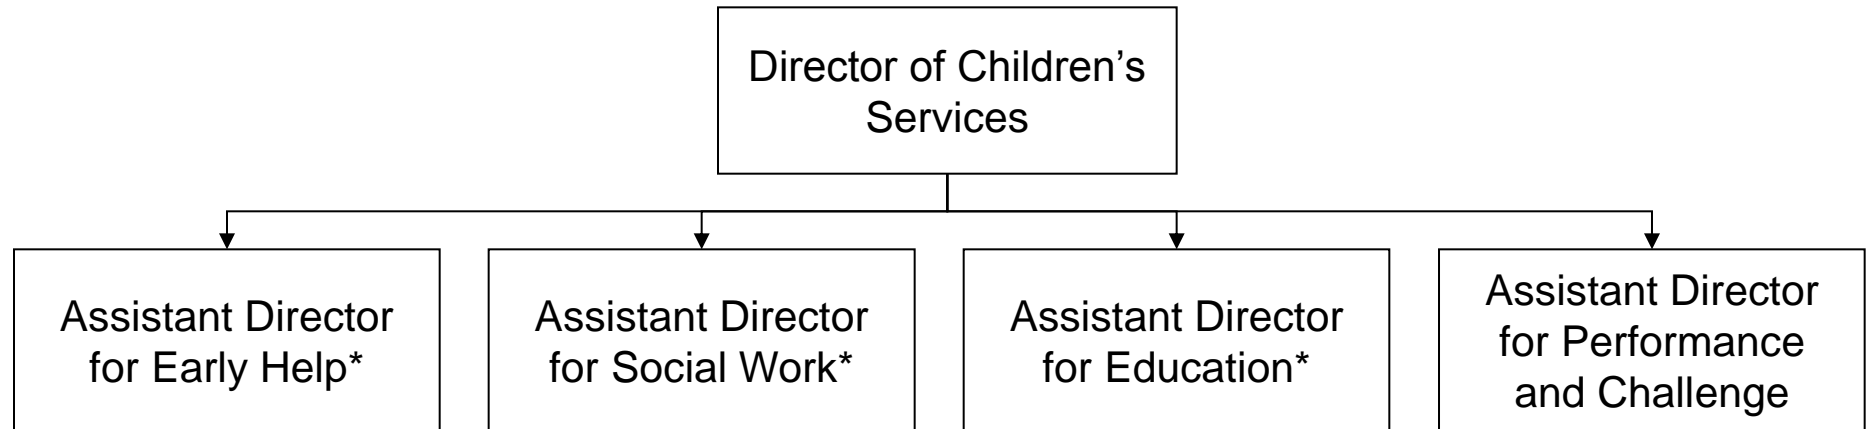 Director of Children’s
Services
Assistant Director
for Early Help*
Assistant Director
for Social Work*
Assistant Director
for Education*
Assistant Director
for Performance
and Challenge